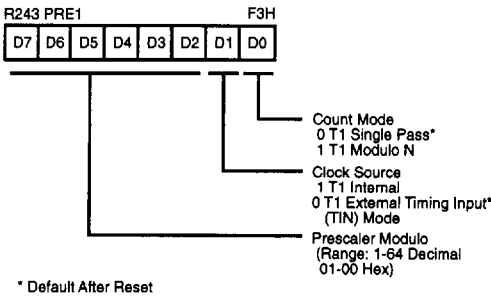 R243 PRE1 F3H
D7 D6 D5 D4 D3 D2 D1 D0
Count Mode
0 T1 Single Pass*
1 T1 Modulo N
Clock Source
1 T1 Internal
0 T1 External Timing Input*
(TIN) Mode
Prescaler Modulo
(Range: 1-64 Decimal
01-00 Hex)
* Default After Reset